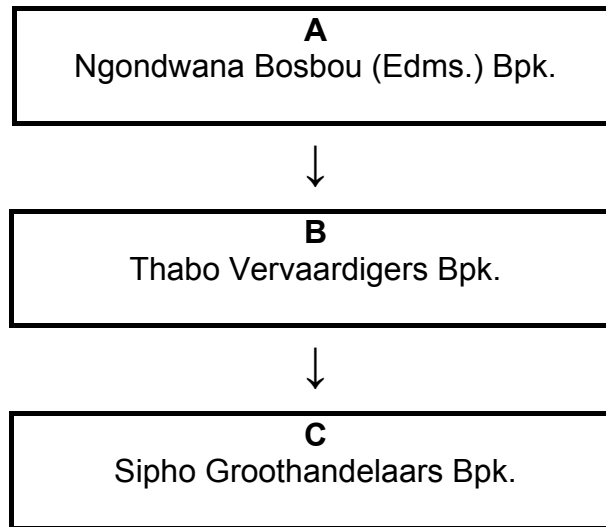 A
Ngondwana Bosbou (Edms.) Bpk.
↓
B
Thabo Vervaardigers Bpk.
↓
C
Sipho Groothandelaars Bpk.